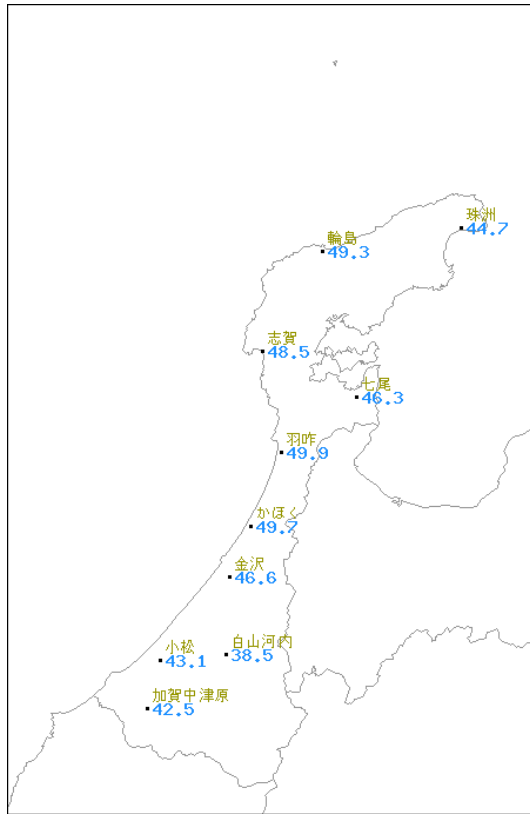 珠洲
44.7
輪島
49.3
志賀
48.5
七尾
46.3
羽咋
49.9
かほく
49.7
金沢
46.6
白山河内
38.5
小松
43.1
加賀中津原
42.5